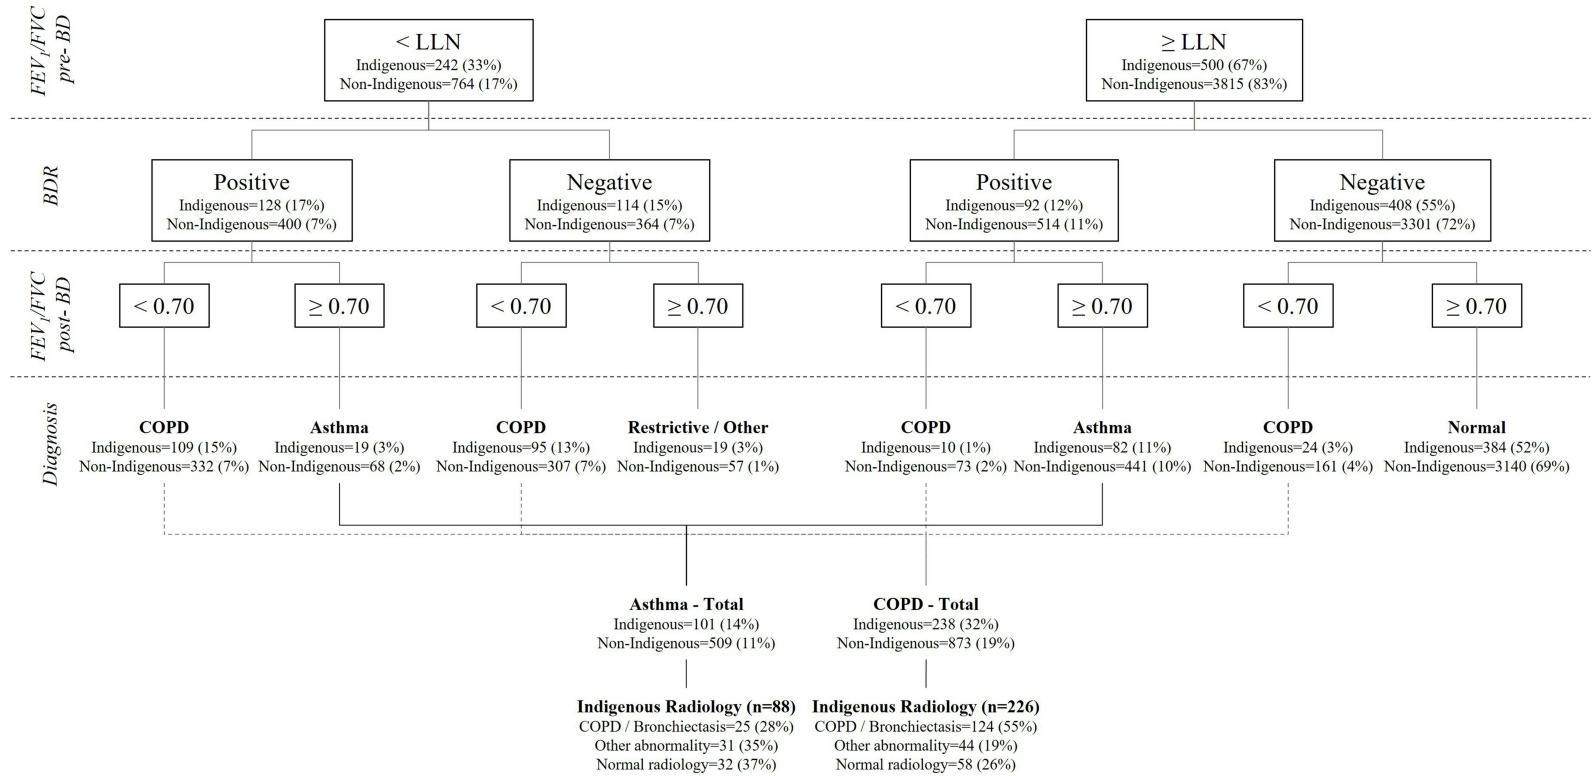 FEV1/FVC
pre- BD
< LLN
Indigenous=242 (33%)
Non-Indigenous=764 (17%)
≥ LLN
Indigenous=500 (67%)
Non-Indigenous=3815 (83%)
BDR
Positive
Indigenous=128 (17%)
Non-Indigenous=400 (7%)
Negative
Indigenous=114 (15%)
Non-Indigenous=364 (7%)
Positive
Indigenous=92 (12%)
Non-Indigenous=514 (11%)
Negative
Indigenous=408 (55%)
Non-Indigenous=3301 (72%)
FEV1/FVC
post- BD
< 0.70
≥ 0.70
< 0.70
≥ 0.70
< 0.70
≥ 0.70
< 0.70
≥ 0.70
Diagnosis
COPD
Indigenous=109 (15%)
Non-Indigenous=332 (7%)
Asthma
Indigenous=19 (3%)
Non-Indigenous=68 (2%)
COPD
Indigenous=95 (13%)
Non-Indigenous=307 (7%)
Restrictive / Other
Indigenous=19 (3%)
Non-Indigenous=57 (1%)
COPD
Indigenous=10 (1%)
Non-Indigenous=73 (2%)
Asthma
Indigenous=82 (11%)
Non-Indigenous=441 (10%)
COPD
Indigenous=24 (3%)
Non-Indigenous=161 (4%)
Normal
Indigenous=384 (52%)
Non-Indigenous=3140 (69%)
Asthma - Total
Indigenous=101 (14%)
Non-Indigenous=509 (11%)
COPD - Total
Indigenous=238 (32%)
Non-Indigenous=873 (19%)
Indigenous Radiology (n=88)
COPD / Bronchiectasis=25 (28%)
Other abnormality=31 (35%)
Normal radiology=32 (37%)
Indigenous Radiology (n=226)
COPD / Bronchiectasis=124 (55%)
Other abnormality=44 (19%)
Normal radiology=58 (26%)